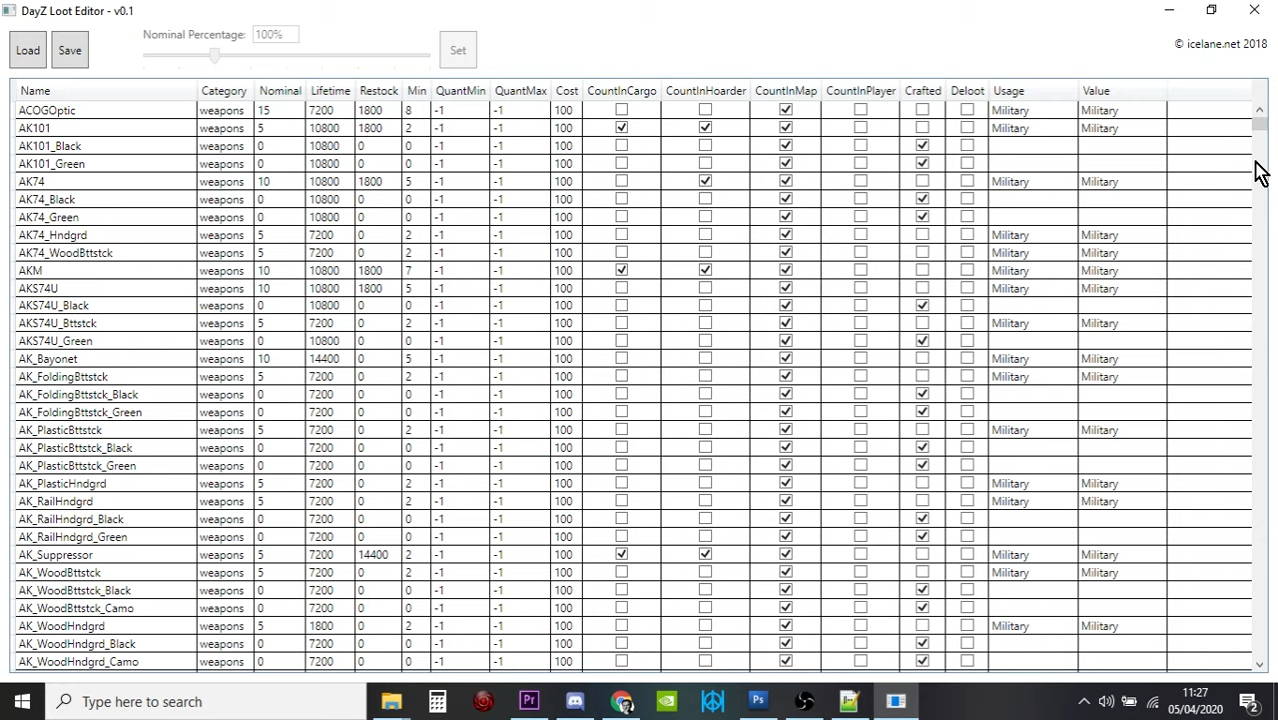 DayZ Loot Editor - v0.1
Load Save Nominal Percentage: 100% Set © icelane.net 2018
Name Category Nominal Lifetime Restock Min QuantMin QuantMax Cost CountInCargo CountInHoarder CountInMap CountInPlayer Crafted Deloot Usage Value
ACOGOptic weapons 15 7200 1800 8 -1 -1 100 Military Military
AK101 weapons 5 10800 1800 2 -1 -1 100 Military Military
AK101_Black weapons 0 10800 0 0 -1 -1 100
AK101_Green weapons 0 10800 0 0 -1 -1 100
AK74 weapons 10 10800 1800 5 -1 -1 100 Military Military
AK74_Black weapons 0 10800 0 0 -1 -1 100
AK74_Green weapons 0 10800 0 0 -1 -1 100
AK74_Hndgrd weapons 5 7200 0 2 -1 -1 100 Military Military
AK74_WoodBttstck weapons 5 7200 0 2 -1 -1 100 Military Military
AKM weapons 10 10800 1800 7 -1 -1 100 Military Military
AKS74U weapons 10 10800 1800 5 -1 -1 100 Military Military
AKS74U_Black weapons 0 10800 0 0 -1 -1 100
AKS74U_Bttstck weapons 5 7200 0 2 -1 -1 100 Military Military
AKS74U_Green weapons 0 10800 0 0 -1 -1 100
AK_Bayonet weapons 10 14400 0 5 -1 -1 100 Military Military
AK_FoldingBttstck weapons 5 7200 0 2 -1 -1 100 Military Military
AK_FoldingBttstck_Black weapons 0 7200 0 0 -1 -1 100
AK_FoldingBttstck_Green weapons 0 7200 0 0 -1 -1 100
AK_PlasticBttstck weapons 5 7200 0 2 -1 -1 100 Military Military
AK_PlasticBttstck_Black weapons 0 7200 0 0 -1 -1 100
AK_PlasticBttstck_Green weapons 0 7200 0 0 -1 -1 100
AK_PlasticHndgrd weapons 5 7200 0 2 -1 -1 100 Military Military
AK_RailHndgrd weapons 5 7200 0 2 -1 -1 100 Military Military
AK_RailHndgrd_Black weapons 0 7200 0 0 -1 -1 100
AK_RailHndgrd_Green weapons 0 7200 0 0 -1 -1 100
AK_Suppressor weapons 5 7200 14400 2 -1 -1 100 Military Military
AK_WoodBttstck weapons 5 7200 0 2 -1 -1 100 Military Military
AK_WoodBttstck_Black weapons 0 7200 0 0 -1 -1 100
AK_WoodBttstck_Camo weapons 0 7200 0 0 -1 -1 100
AK_WoodHndgrd weapons 5 1800 0 2 -1 -1 100 Military Military
AK_WoodHndgrd_Black weapons 0 7200 0 0 -1 -1 100
AK_WoodHndgrd_Camo weapons 0 7200 0 0 -1 -1 100
Type here to search Pr Ps 11:27
05/04/2020 2